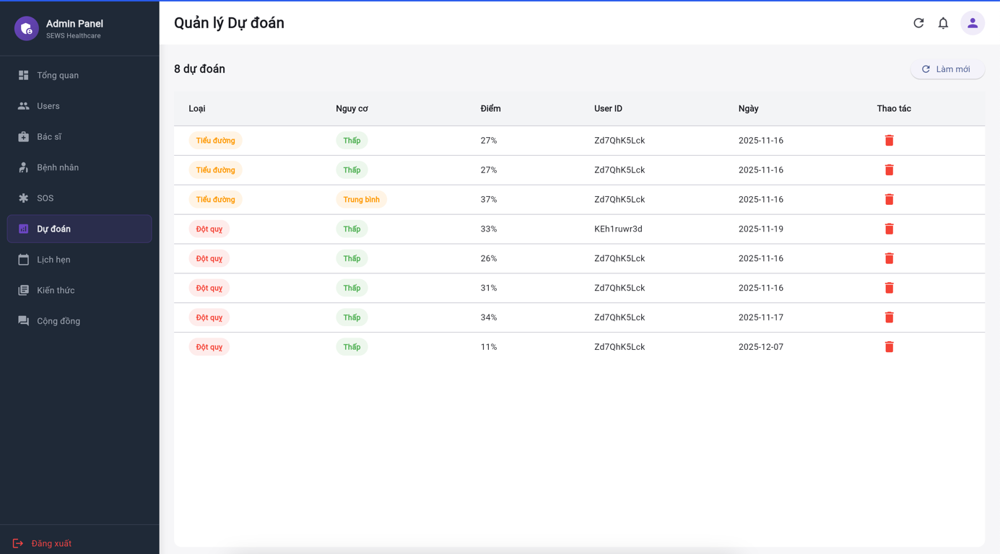 Admin Panel
SEWS Healthcare
Tổng quan
Users
Bác sĩ
Bệnh nhân
SOS
Dự đoán
Lịch hẹn
Kiến thức
Cộng đồng
Đăng xuất
Quản lý Dự đoán
8 dự đoán
Làm mới
Loại Nguy cơ Điểm User ID Ngày Thao tác
Tiểu đường Thấp 27% Zd7QhK5Lck 2025-11-16
Tiểu đường Thấp 27% Zd7QhK5Lck 2025-11-16
Tiểu đường Trung bình 37% Zd7QhK5Lck 2025-11-16
Đột quỵ Thấp 33% KEh1ruwr3d 2025-11-19
Đột quỵ Thấp 26% Zd7QhK5Lck 2025-11-16
Đột quỵ Thấp 31% Zd7QhK5Lck 2025-11-16
Đột quỵ Thấp 34% Zd7QhK5Lck 2025-11-17
Đột quỵ Thấp 11% Zd7QhK5Lck 2025-12-07